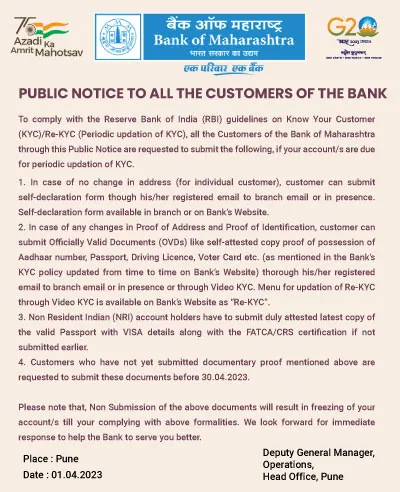 75
Azadi Ka
Amrit Mahotsav
बैंक ऑफ महाराष्ट्र
Bank of Maharashtra
भारत सरकार का उद्यम
एक परिवार एक बैंक
G20
PUBLIC NOTICE TO ALL THE CUSTOMERS OF THE BANK
To comply with the Reserve Bank of India (RBI) guidelines on Know Your Customer
(KYC)/Re-KYC (Periodic updation of KYC), all the Customers of the Bank of Maharashtra
through this Public Notice are requested to submit the following, if your account/s are due
for periodic updation of KYC.
1. In case of no change in address (for individual customer), customer can submit
self-declaration form though his/her registered email to branch email or in presence.
Self-declaration form available in branch or on Bank's Website.
2. In case of any changes in Proof of Address and Proof of Identification, customer can
submit Officially Valid Documents (OVDs) like self-attested copy proof of possession of
Aadhaar number, Passport, Driving Licence, Voter Card etc. (as mentioned in the Bank's
KYC policy updated from time to time on Bank's Website) thorough his/her registered
email to branch email or in presence or through Video KYC. Menu for updation of Re-KYC
through Video KYC is available on Bank's Website as "Re-KYC".
3. Non Resident Indian (NRI) account holders have to submit duly attested latest copy of
the valid Passport with VISA details along with the FATCA/CRS certification if not
submitted earlier.
4. Customers who have not yet submitted documentary proof mentioned above are
requested to submit these documents before 30.04.2023.
Please note that, Non Submission of the above documents will result in freezing of your
account/s till your complying with above formalities. We look forward for immediate
response to help the Bank to serve you better.
Place : Pune
Date : 01.04.2023
Deputy General Manager,
Operations,
Head Office, Pune